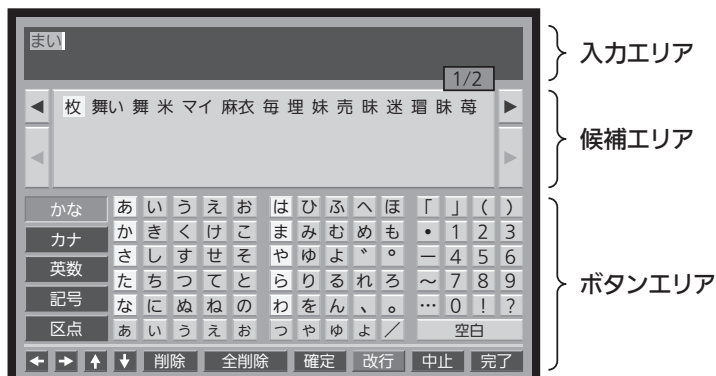 まい
入力エリア
1/2
◀ 枚 舞い 舞 米 マイ 麻衣 毎 埋 妹 売 昧 迷 瑁 眛 苺 ▶
候補エリア
◀ ▶
かな あ い う え お は ひ ふ へ ほ 「 」 ( )
カナ か き く け こ ま み む め も ・ 1 2 3
英数 さ し す せ そ や ゆ よ ゛ ゜ ー 4 5 6
ボタンエリア
記号 た ち つ て と ら り る れ ろ ～ 7 8 9
区点 な に ぬ ね の わ を ん 、 。 … 0 ! ?
ぁ ぃ ぅ ぇ ぉ っ ゃ ゅ ょ ／ 空白
← → ↑ ↓ 削除 全削除 確定 改行 中止 完了